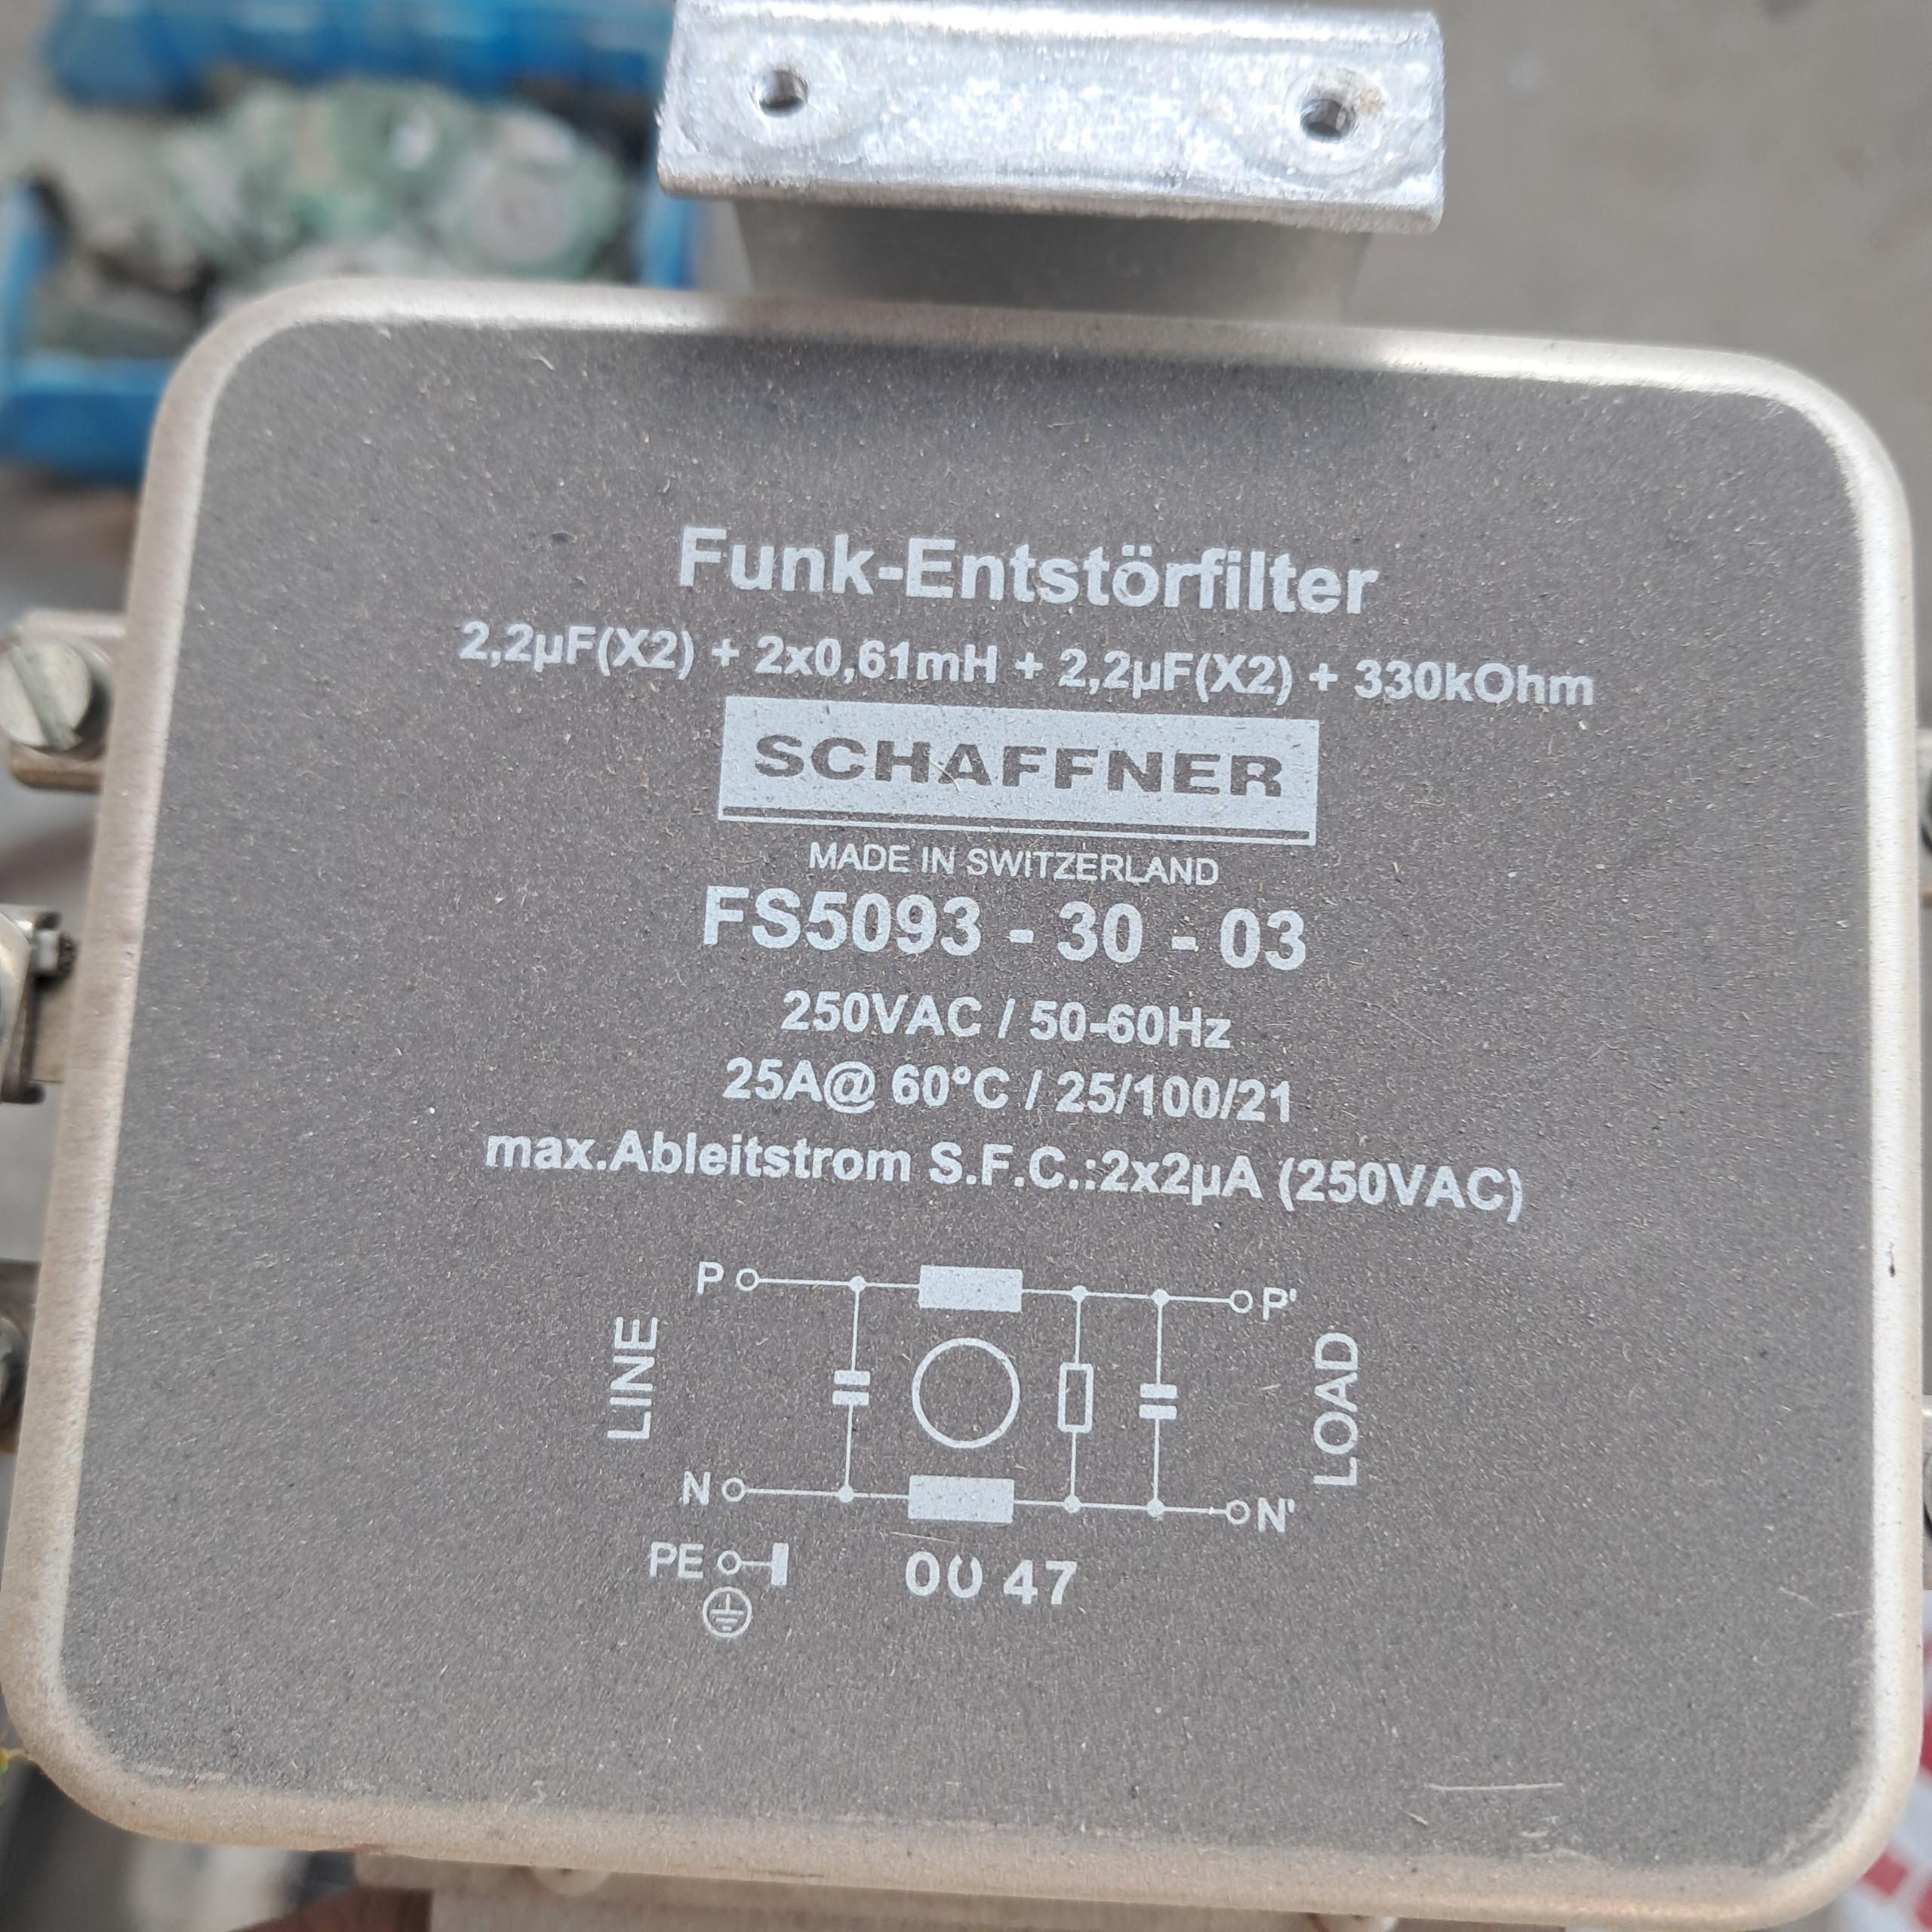 Funk-Entstörfilter
2,2µF(X2) + 2x0,61mH + 2,2µF(X2) + 330kOhm
SCHAFFNER
MADE IN SWITZERLAND
FS5093 - 30 - 03
250VAC / 50-60Hz
25A@ 60°C / 25/100/21
max.Ableitstrom S.F.C.:2x2µA (250VAC)
P P'
LINE LOAD
N N'
PE 00 47